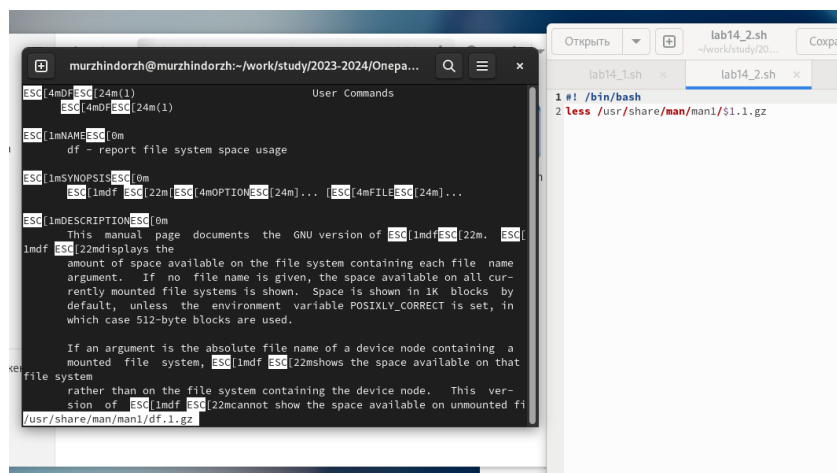 murzhindorzh@murzhindorzh:~/work/study/2023-2024/Опера...
ESC[4mDFESC[24m(1) User Commands
ESC[4mDFESC[24m(1)
ESC[1mNAMEESC[0m
df - report file system space usage
ESC[1mSYNOPSISESC[0m
ESC[1mdf ESC[22m[ESC[4mOPTIONESC[24m]... [ESC[4mFILEESC[24m]...
ESC[1mDESCRIPTIONESC[0m
This manual page documents the GNU version of ESC[1mdfESC[22m. ESC[
1mdf ESC[22mdisplays the
amount of space available on the file system containing each file name
argument. If no file name is given, the space available on all cur-
rently mounted file systems is shown. Space is shown in 1K blocks by
default, unless the environment variable POSIXLY_CORRECT is set, in
which case 512-byte blocks are used.
If an argument is the absolute file name of a device node containing a
mounted file system, ESC[1mdf ESC[22mshows the space available on that
file system
rather than on the file system containing the device node. This ver-
sion of ESC[1mdf ESC[22mcannot show the space available on unmounted fi
/usr/share/man/man1/df.1.gz
Открыть
lab14_2.sh
~/work/study/20...
Сохра
lab14_1.sh ×
lab14_2.sh ×
1 #! /bin/bash
2 less /usr/share/man/man1/$1.1.gz